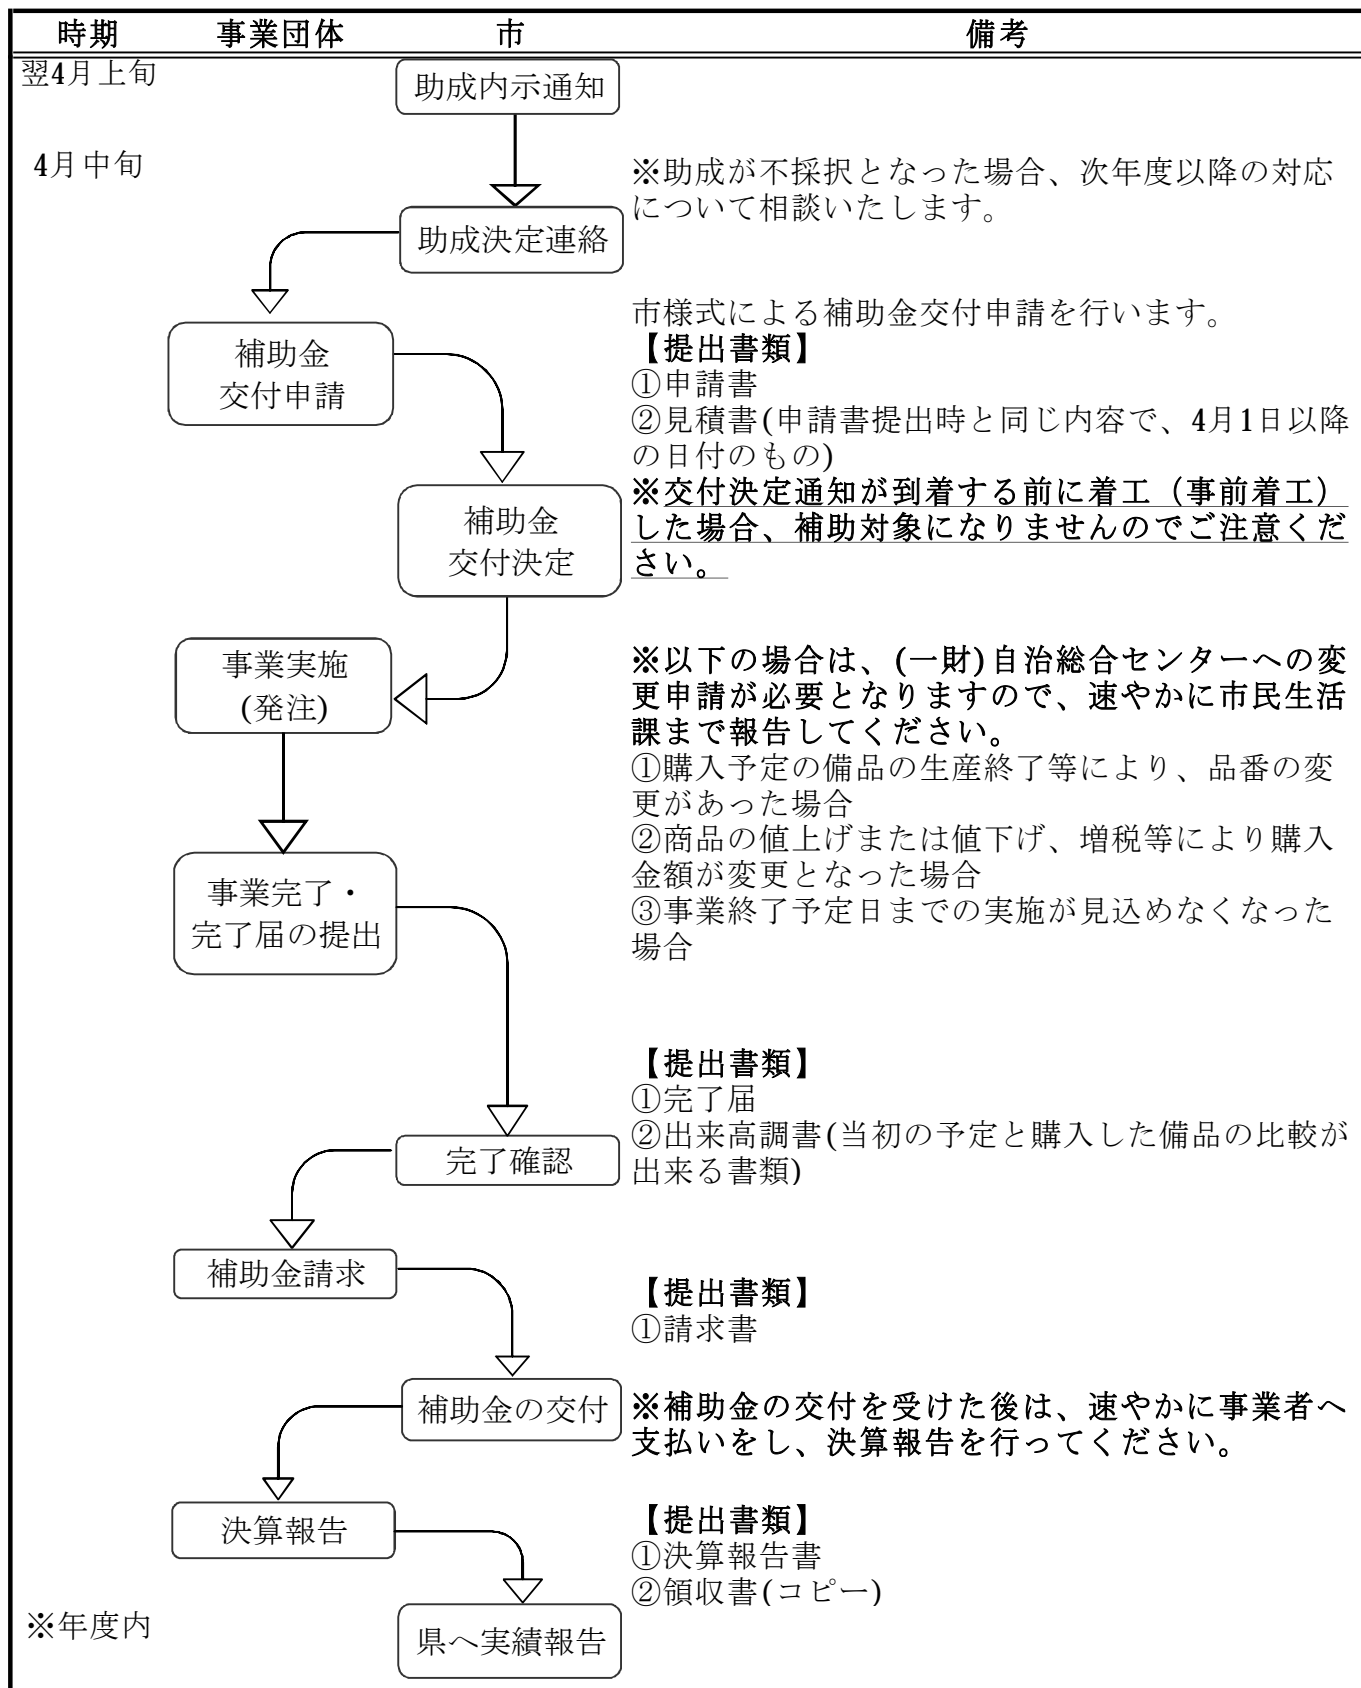 時期 事業団体 市 備考
翌4月上旬
助成内示通知
4月中旬
※助成が不採択となった場合、次年度以降の対応
について相談いたします。
助成決定連絡
市様式による補助金交付申請を行います。
【提出書類】
①申請書
②見積書(申請書提出時と同じ内容で、4月1日以降
の日付のもの)
※交付決定通知が到着する前に着工（事前着工）
した場合、補助対象になりませんのでご注意くだ
さい。
補助金
交付申請
補助金
交付決定
事業実施
(発注)
※以下の場合は、(一財)自治総合センターへの変
更申請が必要となりますので、速やかに市民生活
課まで報告してください。
①購入予定の備品の生産終了等により、品番の変
更があった場合
②商品の値上げまたは値下げ、増税等により購入
金額が変更となった場合
③事業終了予定日までの実施が見込めなくなった
場合
事業完了・
完了届の提出
【提出書類】
①完了届
②出来高調書(当初の予定と購入した備品の比較が
出来る書類)
完了確認
補助金請求
【提出書類】
①請求書
補助金の交付
※補助金の交付を受けた後は、速やかに事業者へ
支払いをし、決算報告を行ってください。
決算報告
【提出書類】
①決算報告書
②領収書(コピー)
※年度内
県へ実績報告